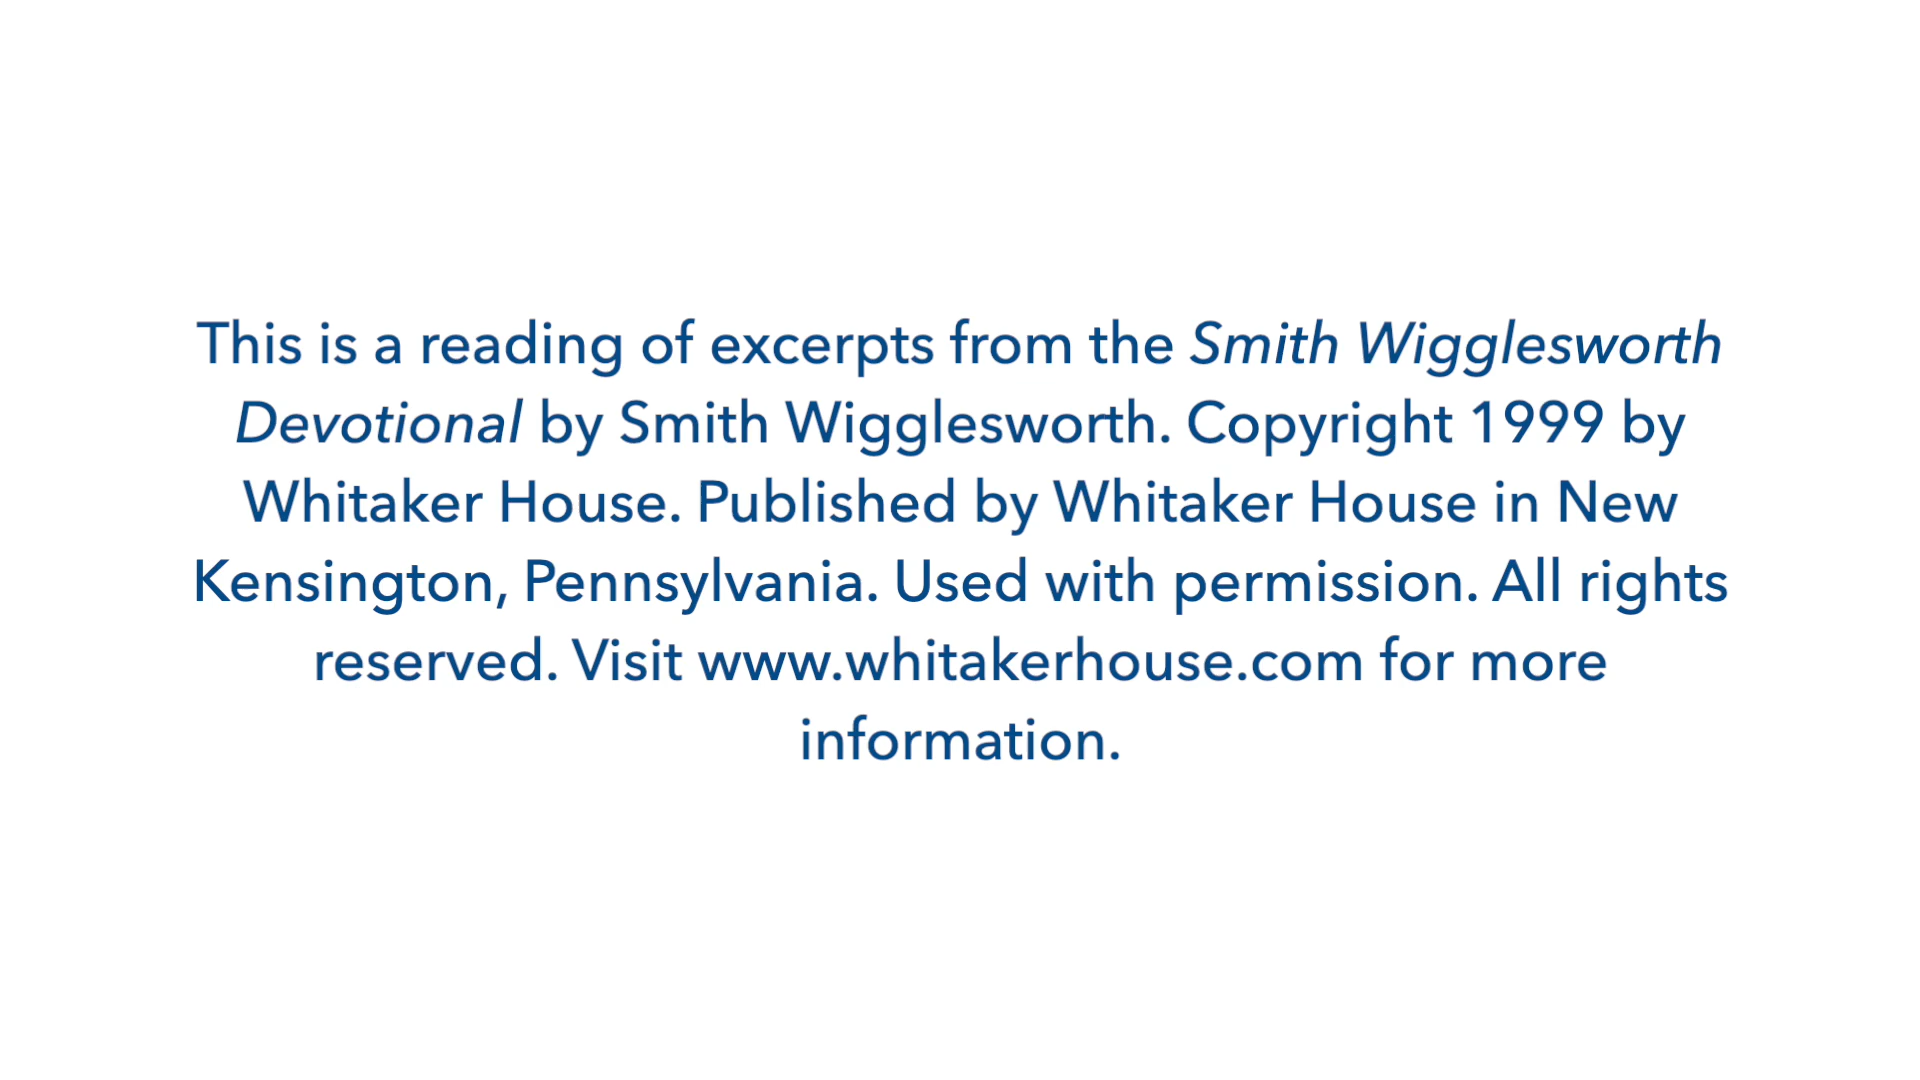 This is a reading of excerpts from the Smith Wigglesworth
Devotional by Smith Wigglesworth. Copyright 1999 by
Whitaker House. Published by Whitaker House in New
Kensington, Pennsylvania. Used with permission. All rights
reserved. Visit www.whitakerhouse.com for more
information.